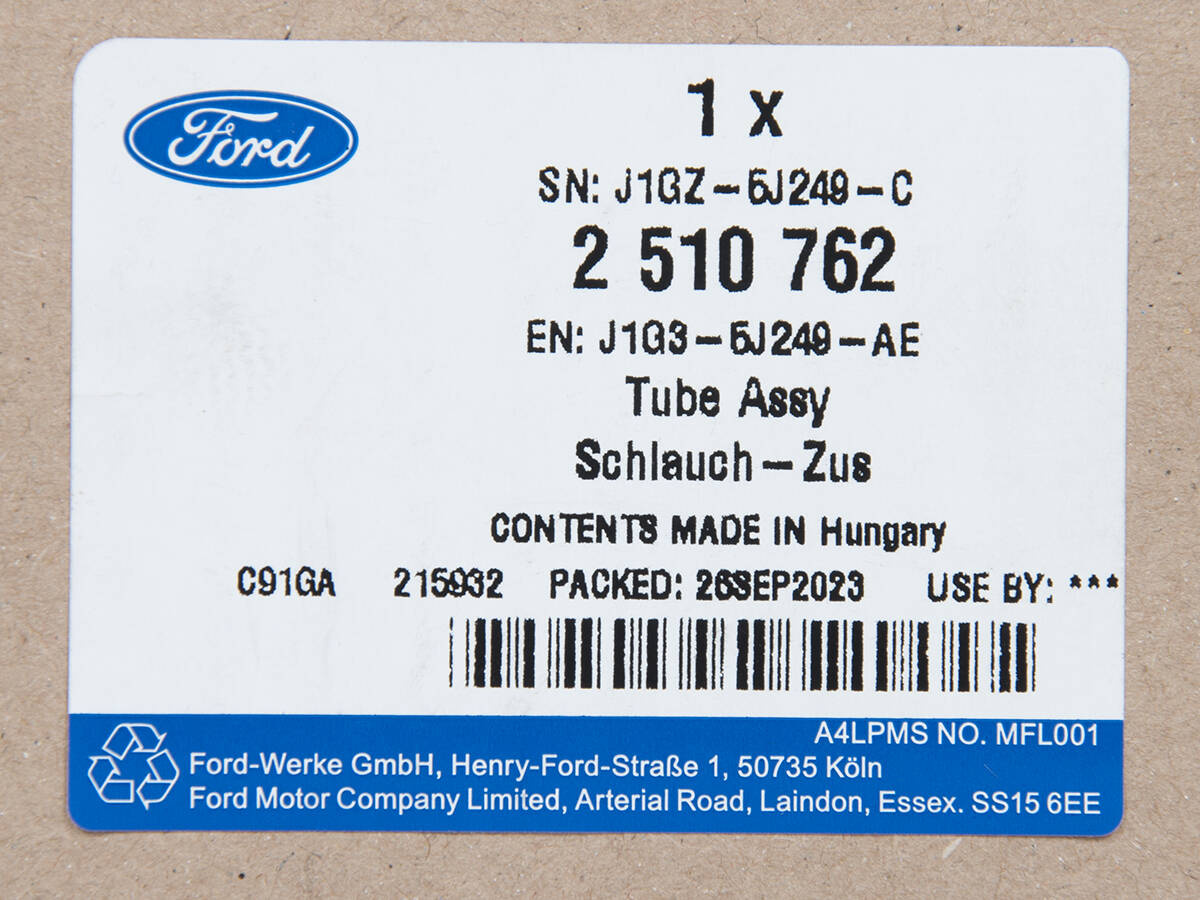 Ford
1 x
SN: J1GZ-5J249-C
2 510 762
EN: J1G3-5J249-AE
Tube Assy
Schlauch-Zus
CONTENTS MADE IN Hungary
C91GA 215932 PACKED: 26SEP2023 USE BY: ***
A4LPMS NO. MFL001
Ford-Werke GmbH, Henry-Ford-Straße 1, 50735 Köln
Ford Motor Company Limited, Arterial Road, Laindon, Essex. SS15 6EE